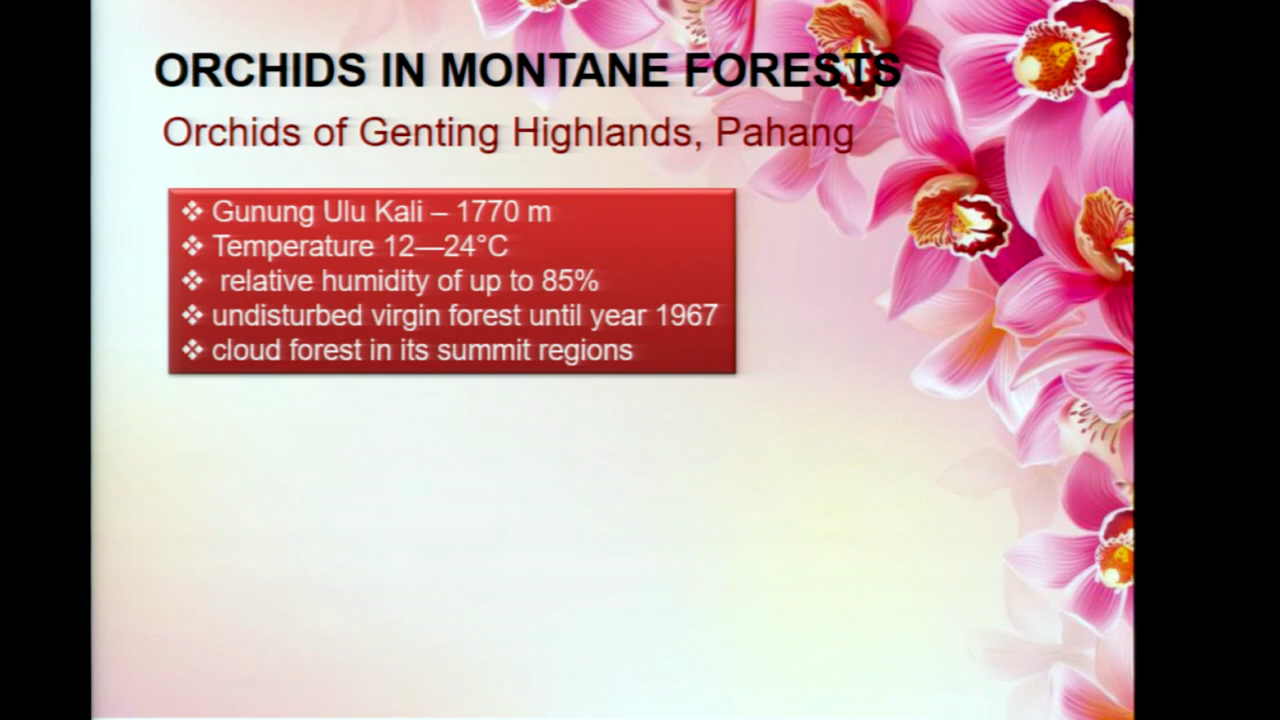 ORCHIDS IN MONTANE FORESTS
Orchids of Genting Highlands, Pahang
❖ Gunung Ulu Kali – 1770 m
❖ Temperature 12—24°C
❖ relative humidity of up to 85%
❖ undisturbed virgin forest until year 1967
❖ cloud forest in its summit regions